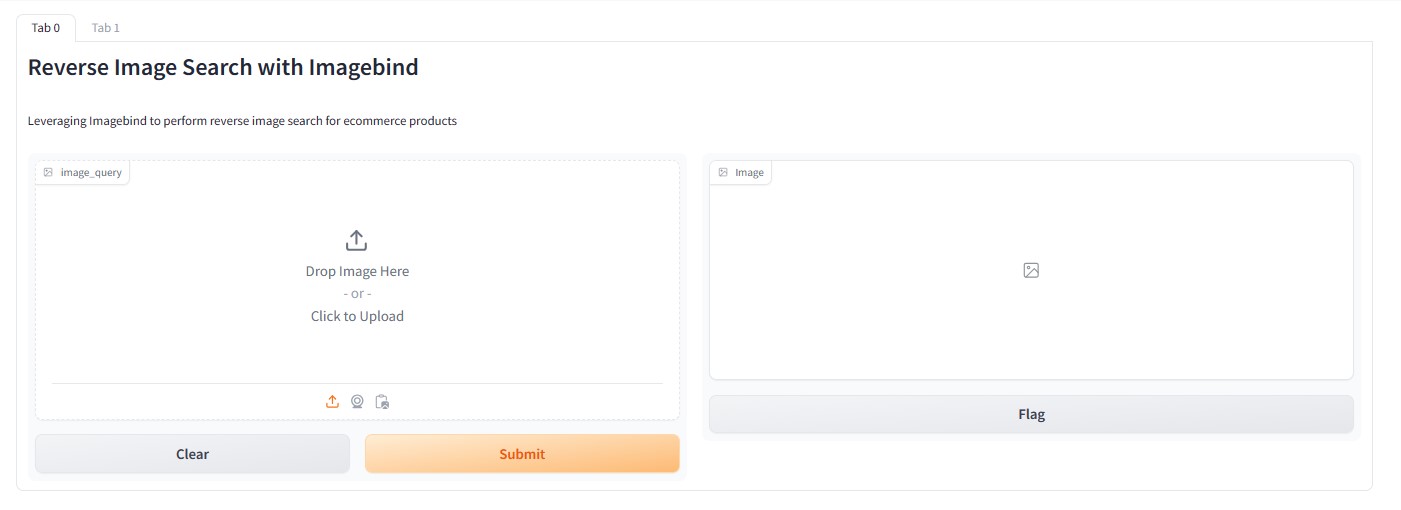 Tab 0 Tab 1
Reverse Image Search with Imagebind
Leveraging Imagebind to perform reverse image search for ecommerce products
image_query
Drop Image Here
- or -
Click to Upload
Clear Submit
Image
Flag